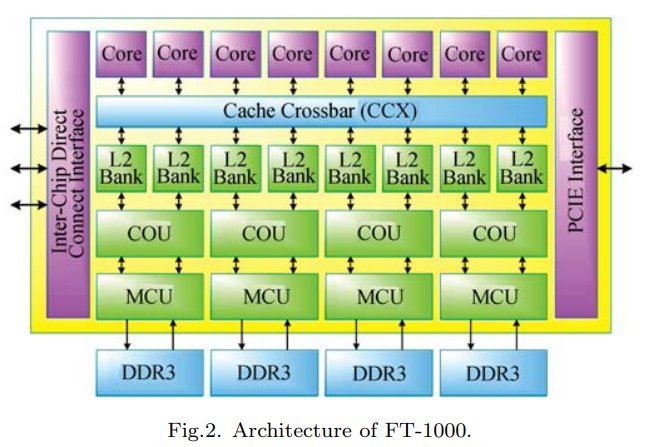 Core Core Core Core Core Core Core Core
Cache Crossbar (CCX)
Inter-Chip Direct
Connect Interface
PCIE Interface
L2 L2 L2 L2 L2 L2 L2 L2
Bank Bank Bank Bank Bank Bank Bank Bank
COU COU COU COU
MCU MCU MCU MCU
DDR3 DDR3 DDR3 DDR3
Fig.2. Architecture of FT-1000.